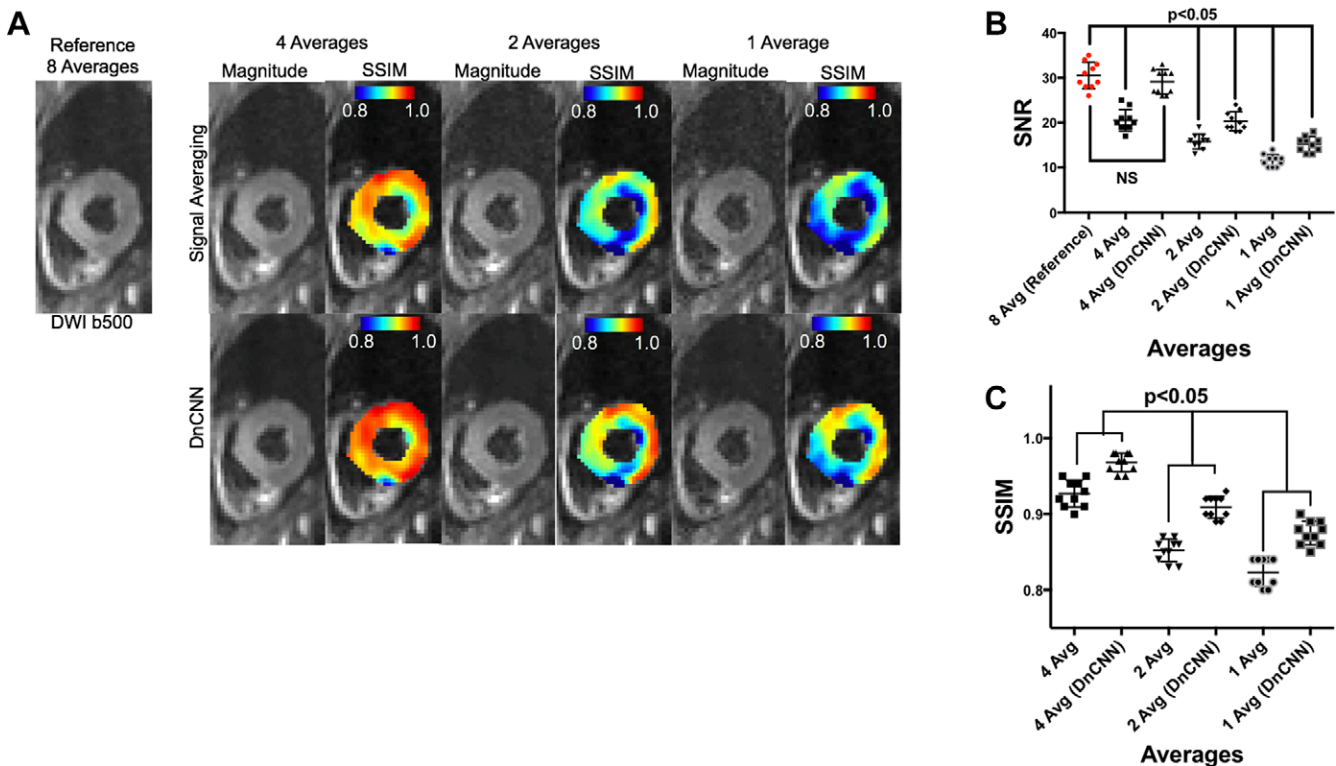 A
Reference
8 Averages
DWI b500
4 Averages
2 Averages
1 Average
Magnitude
SSIM
Magnitude
SSIM
Magnitude
SSIM
Signal Averaging
0.8 1.0
0.8 1.0
0.8 1.0
DnCNN
0.8 1.0
0.8 1.0
0.8 1.0
B
p<0.05
SNR
40
30
20
10
0
NS
8 Avg (Reference)
4 Avg
4 Avg (DnCNN)
2 Avg
2 Avg (DnCNN)
1 Avg
1 Avg (DnCNN)
Averages
C
p<0.05
SSIM
1.0
0.9
0.8
4 Avg
4 Avg (DnCNN)
2 Avg
2 Avg (DnCNN)
1 Avg
1 Avg (DnCNN)
Averages